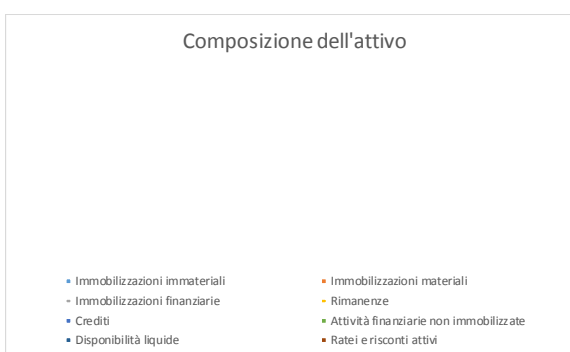 Composizione dell'attivo
Immobilizzazioni immateriali
Immobilizzazioni materiali
Immobilizzazioni finanziarie
Rimanenze
Crediti
Attività finanziarie non immobilizzate
Disponibilità liquide
Ratei e risconti attivi